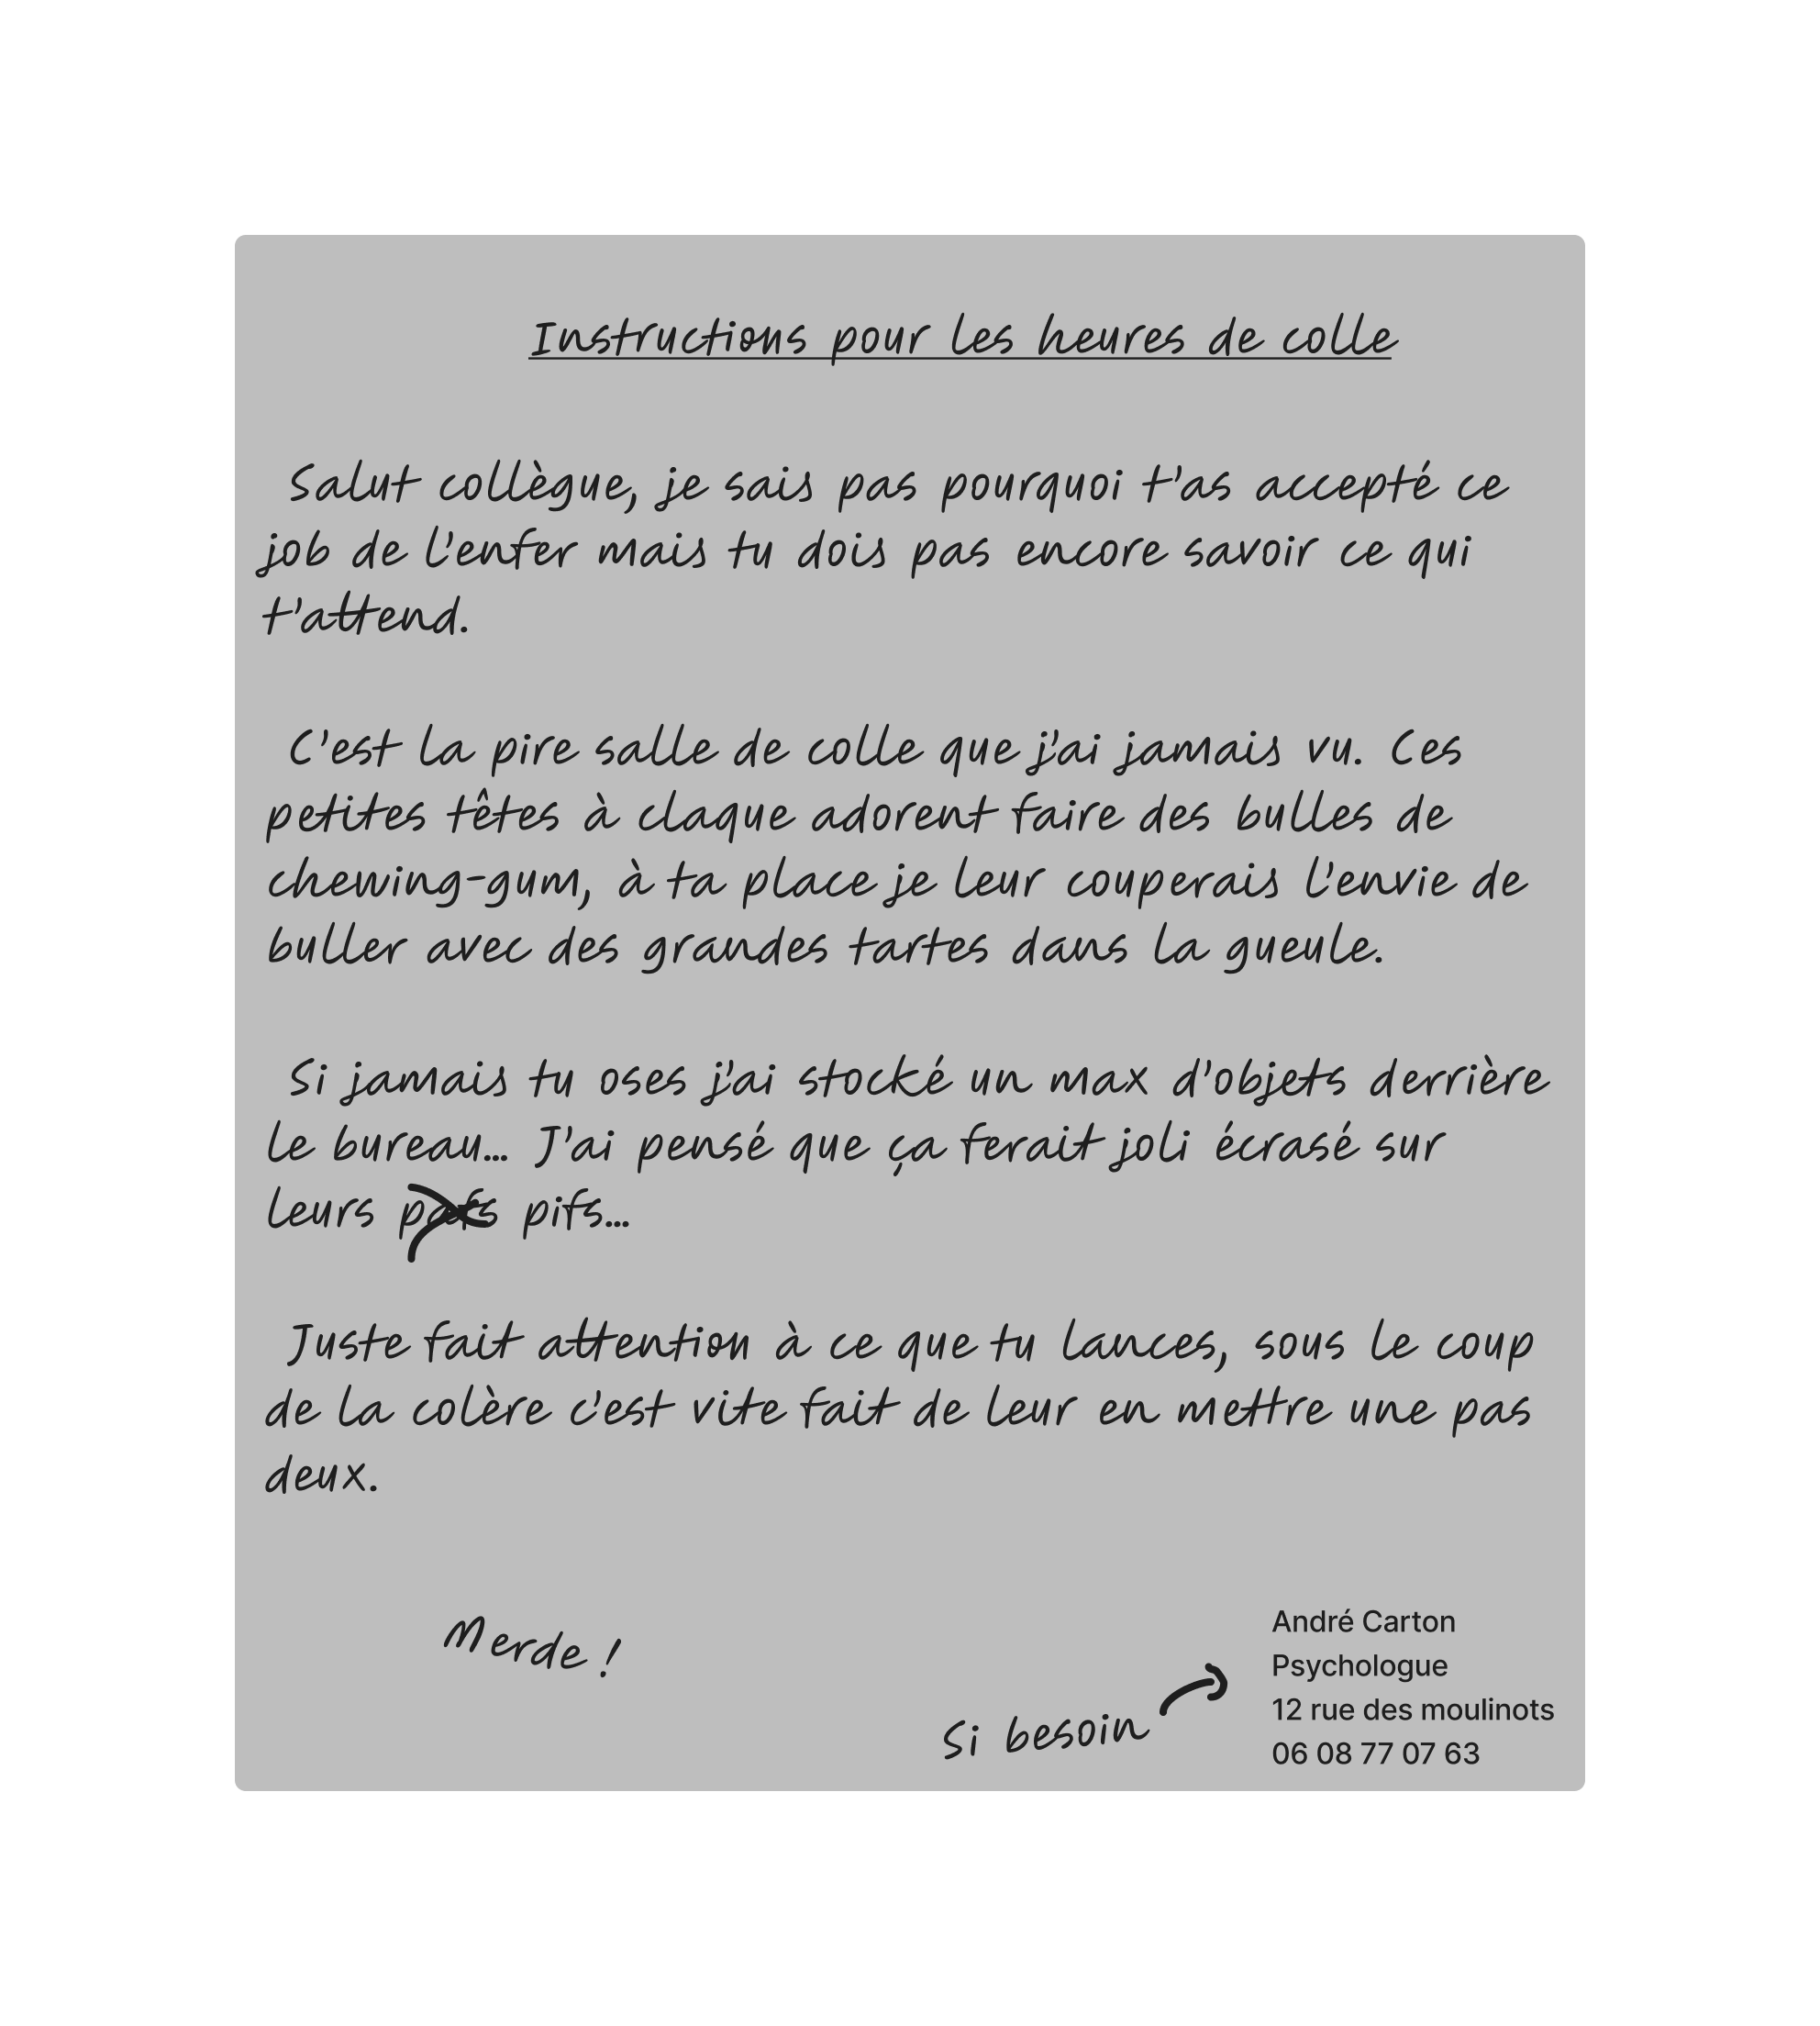 Instructions pour les heures de colle
Salut collègue, je sais pas pourquoi t'as accepté ce
job de l'enfer mais tu dois pas encore savoir ce qui
t'attend.
C'est la pire salle de colle que j'ai jamais vu. Ces
petites têtes à claque adorent faire des bulles de
chewing-gum, à ta place je leur couperais l'envie de
buller avec des grandes tartes dans la gueule.
Si jamais tu oses j'ai stocké un max d'objets derrière
le bureau... J'ai pensé que ça ferait joli écrasé sur
leurs pafs pifs...
Juste fait attention à ce que tu lances, sous le coup
de la colère c'est vite fait de leur en mettre une pas
deux.
Merde !
Si besoin
André Carton
Psychologue
12 rue des moulinots
06 08 77 07 63